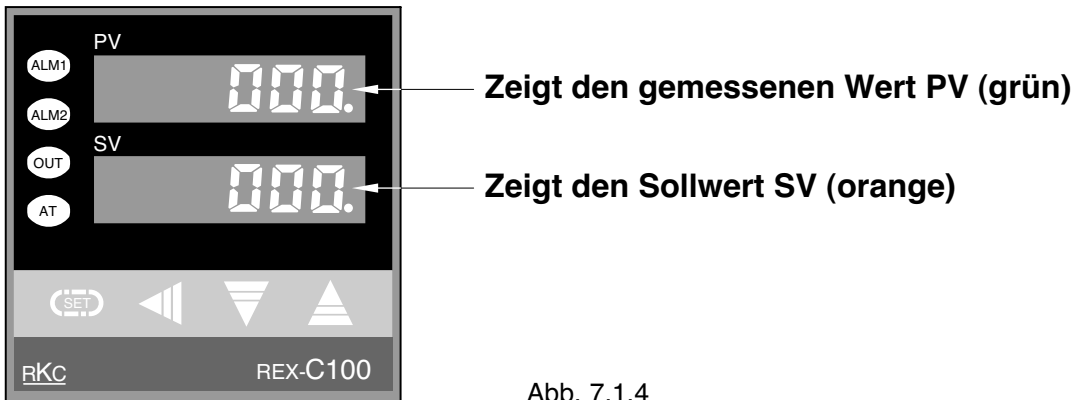 PV
ALM1
000.
Zeigt den gemessenen Wert PV (grün)
ALM2
SV
OUT
000.
Zeigt den Sollwert SV (orange)
AT
SET
RKC
REX-C100
Abb. 7.1.4